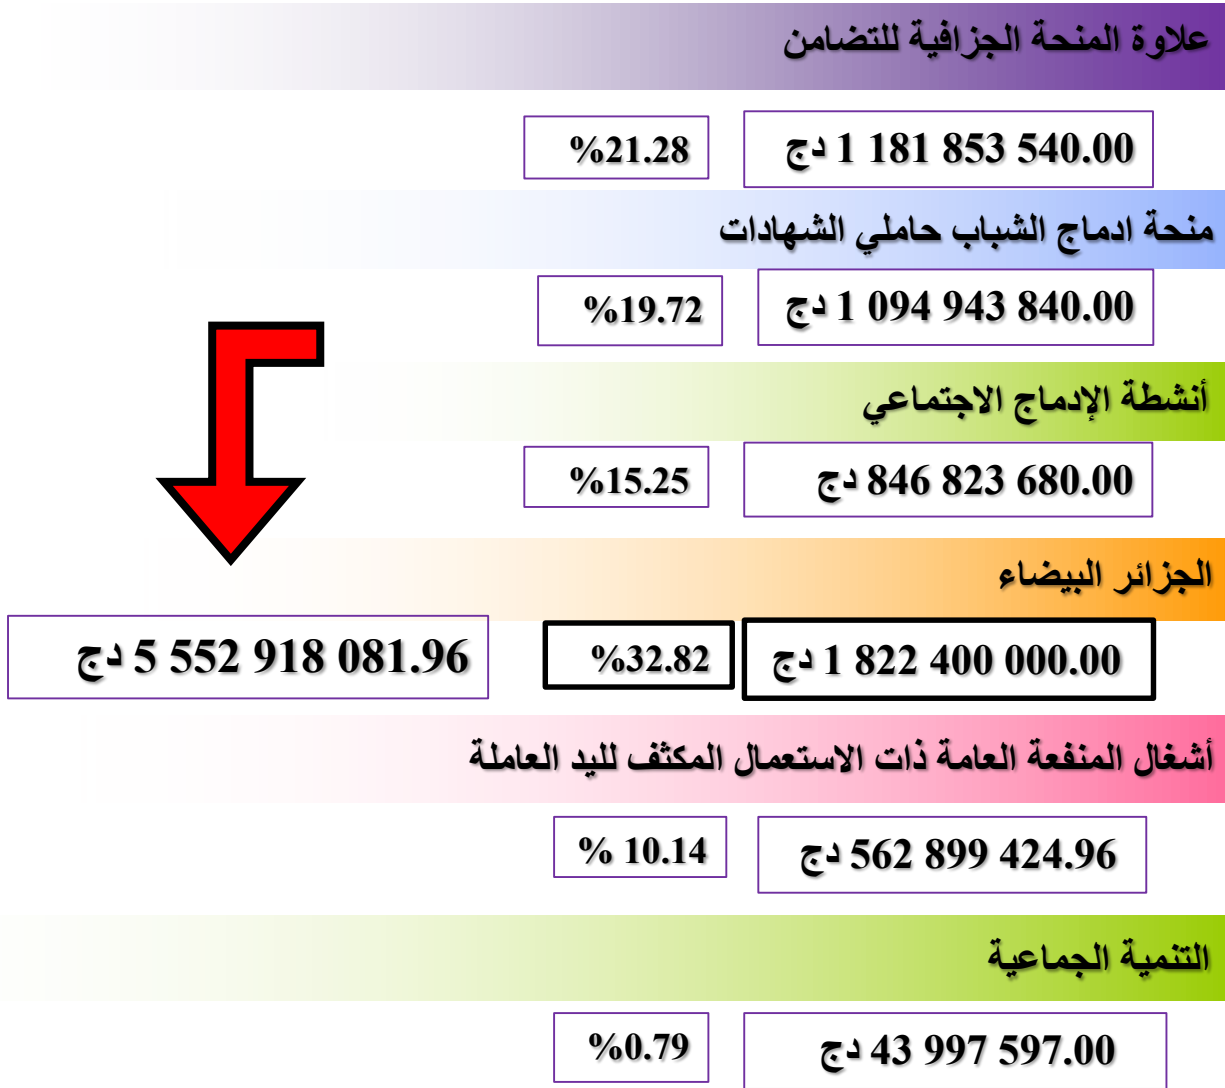 علاوة المنحة الجزافية للتضامن
1 181 853 540.00 دج
%21.28
منحة ادماج الشباب حاملي الشهادات
1 094 943 840.00 دج
%19.72
أنشطة الإدماج الاجتماعي
846 823 680.00 دج
%15.25
الجزائر البيضاء
1 822 400 000.00 دج
%32.82
5 552 918 081.96 دج
أشغال المنفعة العامة ذات الاستعمال المكثف لليد العاملة
562 899 424.96 دج
% 10.14
التنمية الجماعية
43 997 597.00 دج
%0.79